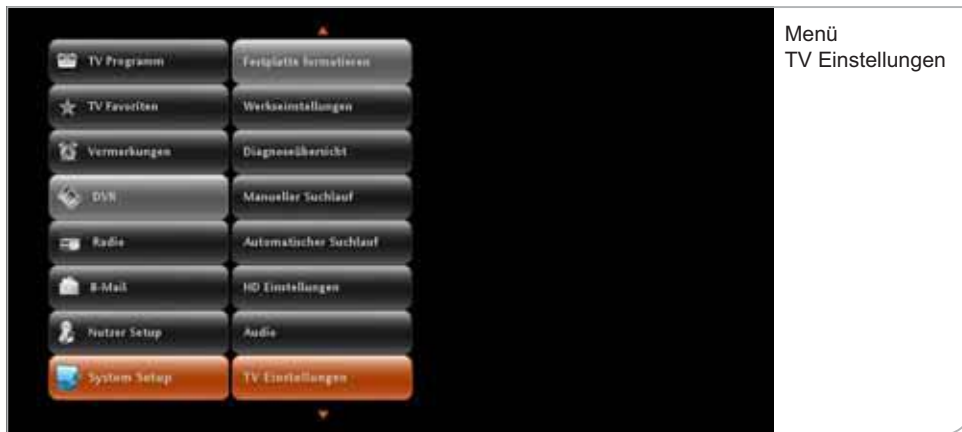 TV Programm
TV Favoriten
Vormerkungen
DVR
Radio
E-Mail
Nutzer Setup
System Setup
Festplatte formatieren
Werkseinstellungen
Diagnoseübersicht
Manueller Suchlauf
Automatischer Suchlauf
HD Einstellungen
Audio
TV Einstellungen
Menü
TV Einstellungen